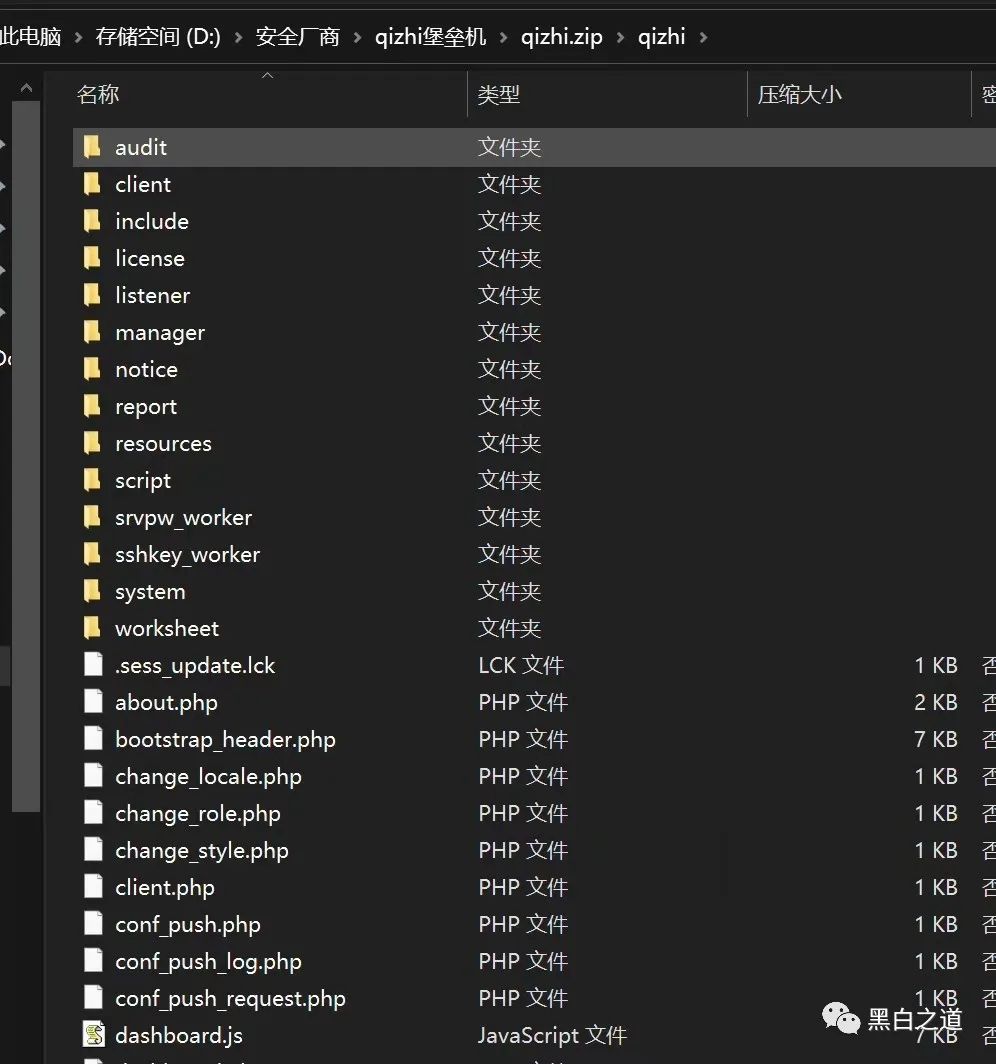 此电脑 › 存储空间 (D:) › 安全厂商 › qizhi堡垒机 › qizhi.zip › qizhi ›
名称 类型 压缩大小
audit 文件夹
client 文件夹
include 文件夹
license 文件夹
listener 文件夹
manager 文件夹
notice 文件夹
report 文件夹
resources 文件夹
script 文件夹
srvpw_worker 文件夹
sshkey_worker 文件夹
system 文件夹
worksheet 文件夹
.sess_update.lck LCK 文件 1 KB 否
about.php PHP 文件 2 KB 否
bootstrap_header.php PHP 文件 7 KB 否
change_locale.php PHP 文件 1 KB 否
change_role.php PHP 文件 1 KB 否
change_style.php PHP 文件 1 KB 否
client.php PHP 文件 1 KB 否
conf_push.php PHP 文件 1 KB 否
conf_push_log.php PHP 文件 1 KB 否
conf_push_request.php PHP 文件 1 KB 否
dashboard.js JavaScript 文件 7 KB 否
黑白之道